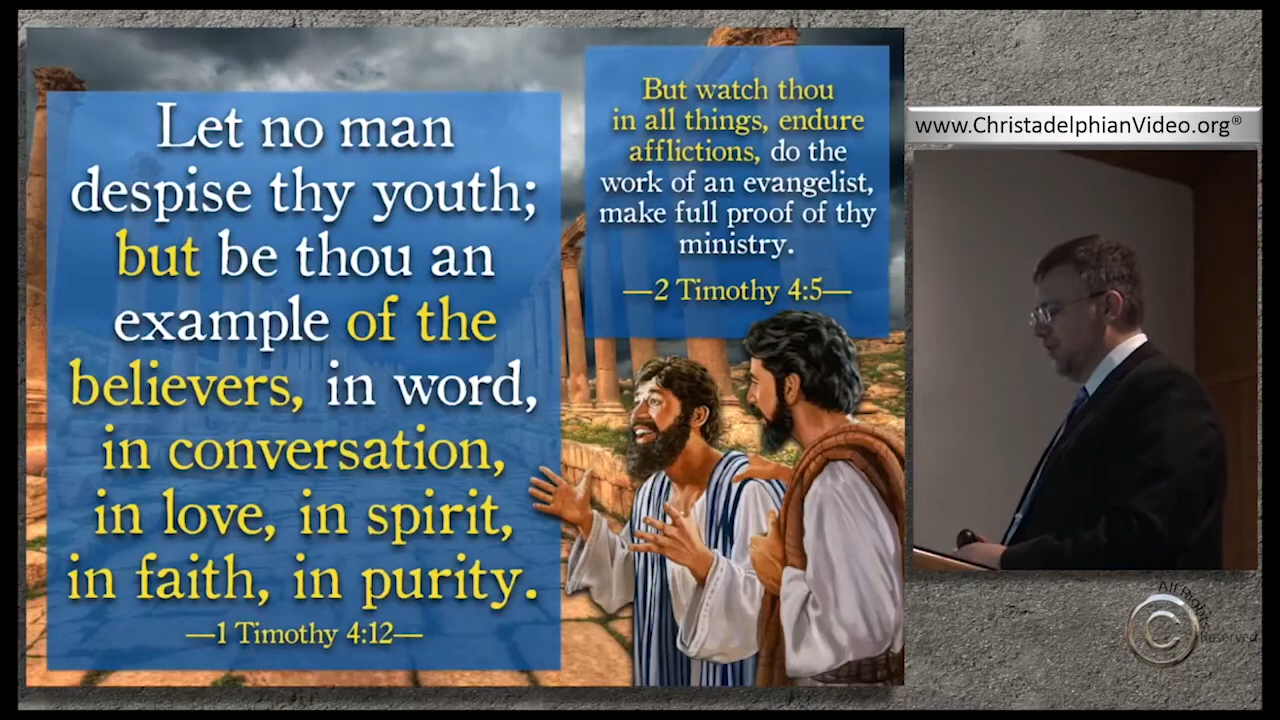 Let no man
despise thy youth;
but be thou an
example of the
believers, in word,
in conversation,
in love, in spirit,
in faith, in purity.
—1 Timothy 4:12—
But watch thou
in all things, endure
afflictions, do the
work of an evangelist,
make full proof of thy
ministry.
—2 Timothy 4:5—
www.ChristadelphianVideo.org®
All Rights
©
Reserved